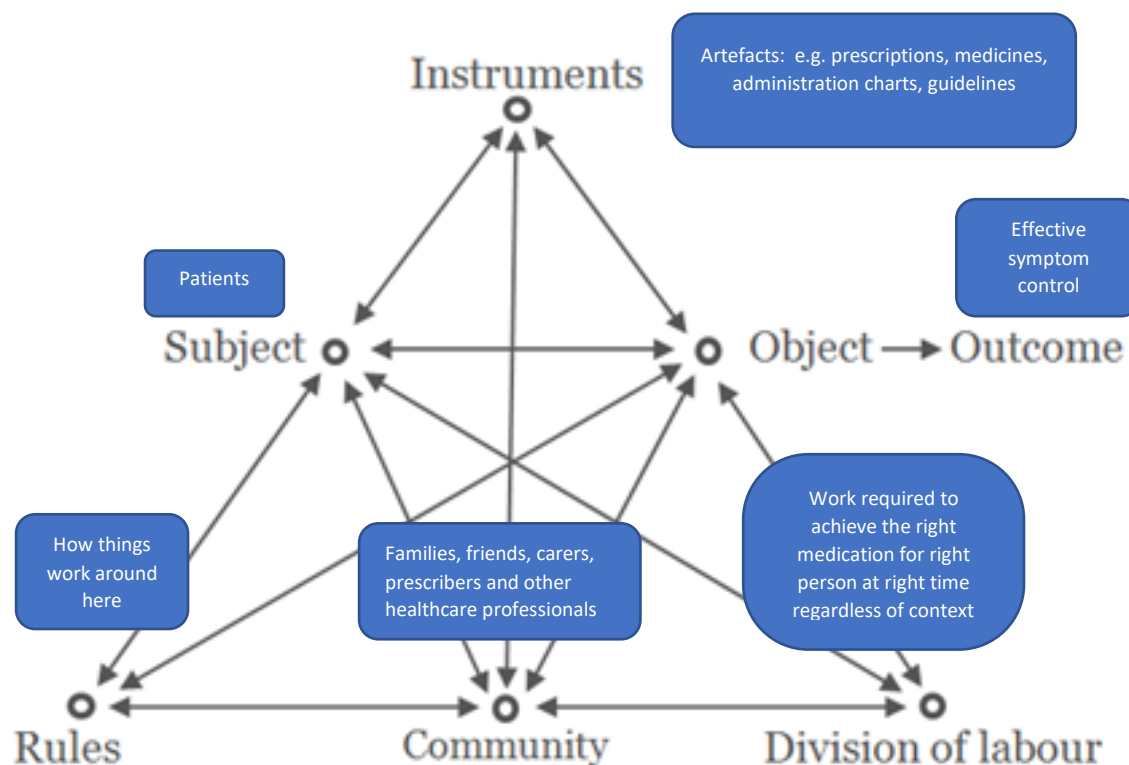 Artefacts: e.g. prescriptions, medicines,
administration charts, guidelines
Instruments
Effective
symptom
control
Patients
Subject
Object
Outcome
Work required to
achieve the right
medication for right
person at right time
regardless of context
How things
work around
here
Families, friends, carers,
prescribers and other
healthcare professionals
Rules
Community
Division of labour